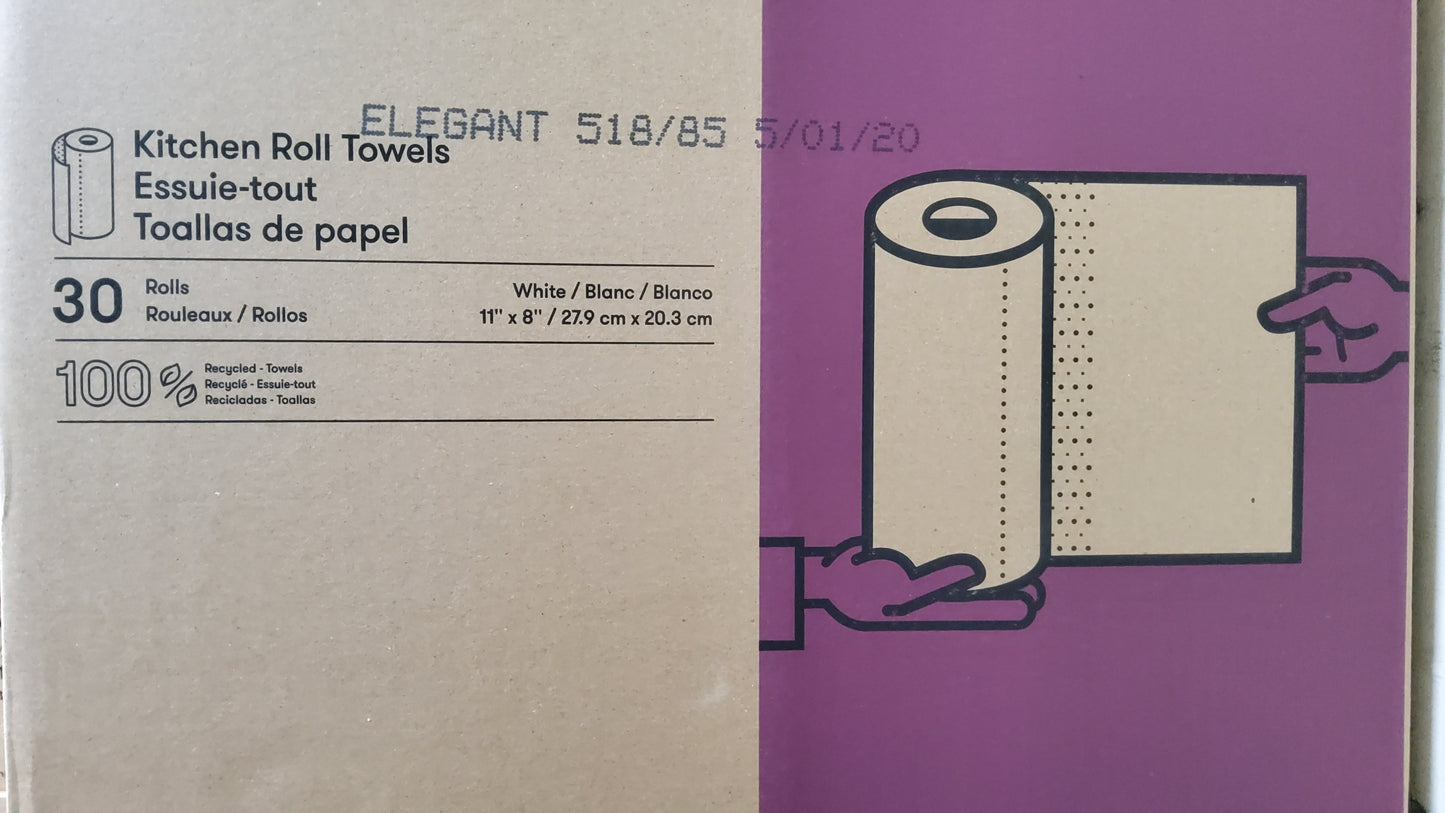 ELEGANT 518/85 5/01/20
Kitchen Roll Towels
Essuie-tout
Toallas de papel
30
Rolls
Rouleaux / Rollos
White / Blanc / Blanco
11" x 8" / 27.9 cm x 20.3 cm
100%
Recycled - Towels
Recyclé - Essuie-tout
Recicladas - Toallas